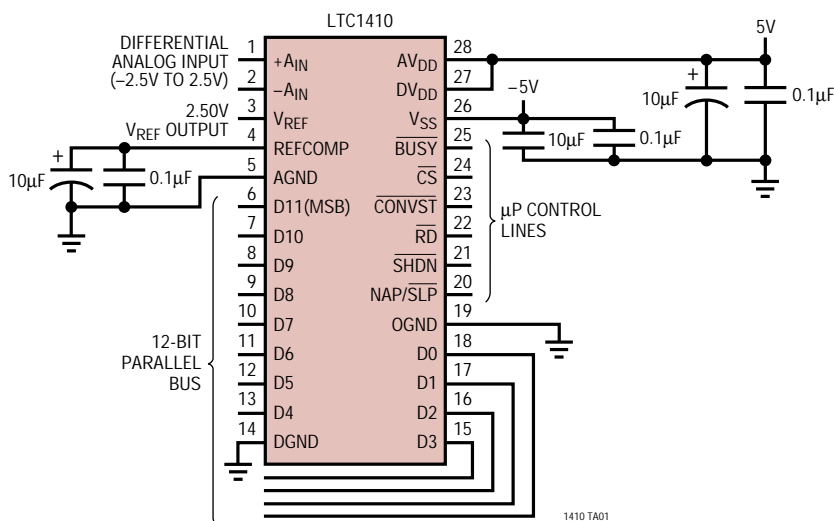 LTC1410
DIFFERENTIAL
ANALOG INPUT
(–2.5V TO 2.5V)
2.50V
VREF OUTPUT
10µF
+
0.1µF
12-BIT
PARALLEL
BUS
1 +AIN
2 –AIN
3 VREF
4 REFCOMP
5 AGND
6 D11(MSB)
7 D10
8 D9
9 D8
10 D7
11 D6
12 D5
13 D4
14 DGND
AVDD 28
DVDD 27
VSS 26
BUSY 25
CS 24
CONVST 23
RD 22
SHDN 21
NAP/SLP 20
OGND 19
D0 18
D1 17
D2 16
D3 15
5V
–5V
10µF
0.1µF
+
10µF
0.1µF
µP CONTROL
LINES
1410 TA01